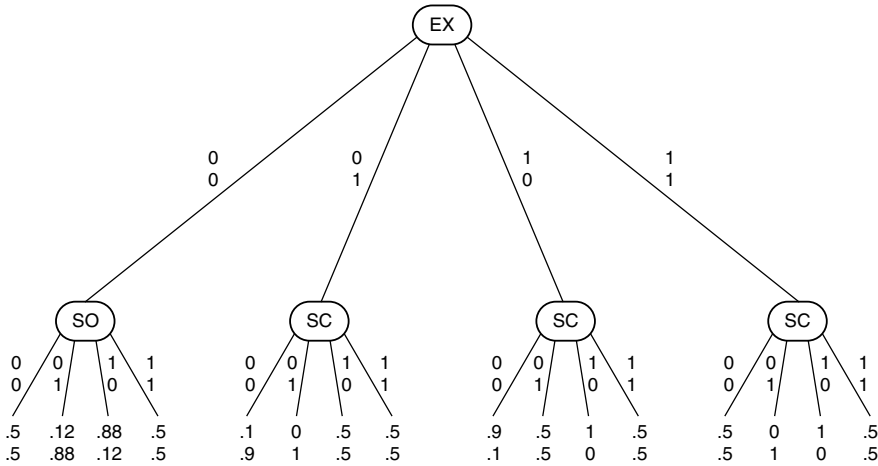 EX
0 0 1 1
0 1 0 1
SO SC SC SC
0 0 1 1 0 0 1 1 0 0 1 1 0 0 1 1
0 1 0 1 0 1 0 1 0 1 0 1 0 1 0 1
.5 .12 .88 .5 .1 0 .5 .5 .9 .5 1 .5 .5 0 1 .5
.5 .88 .12 .5 .9 1 .5 .5 .1 .5 0 .5 .5 1 0 .5